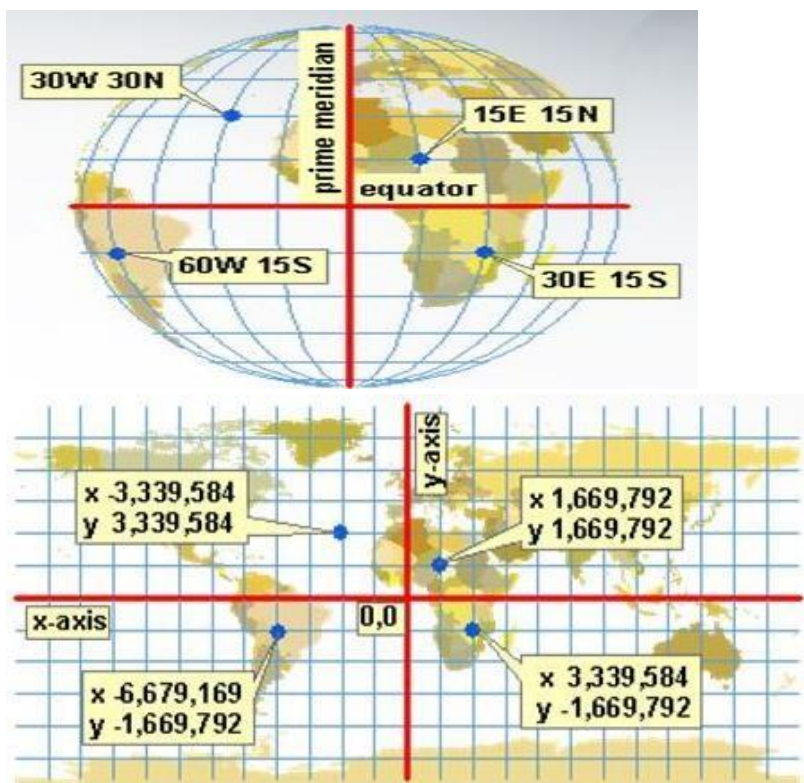 prime meridian
30W 30N
15E 15N
equator
60W 15S
30E 15S
y-axis
x -3,339,584
y 3,339,584
x 1,669,792
y 1,669,792
x-axis
0,0
x -6,679,169
y -1,669,792
x 3,339,584
y -1,669,792